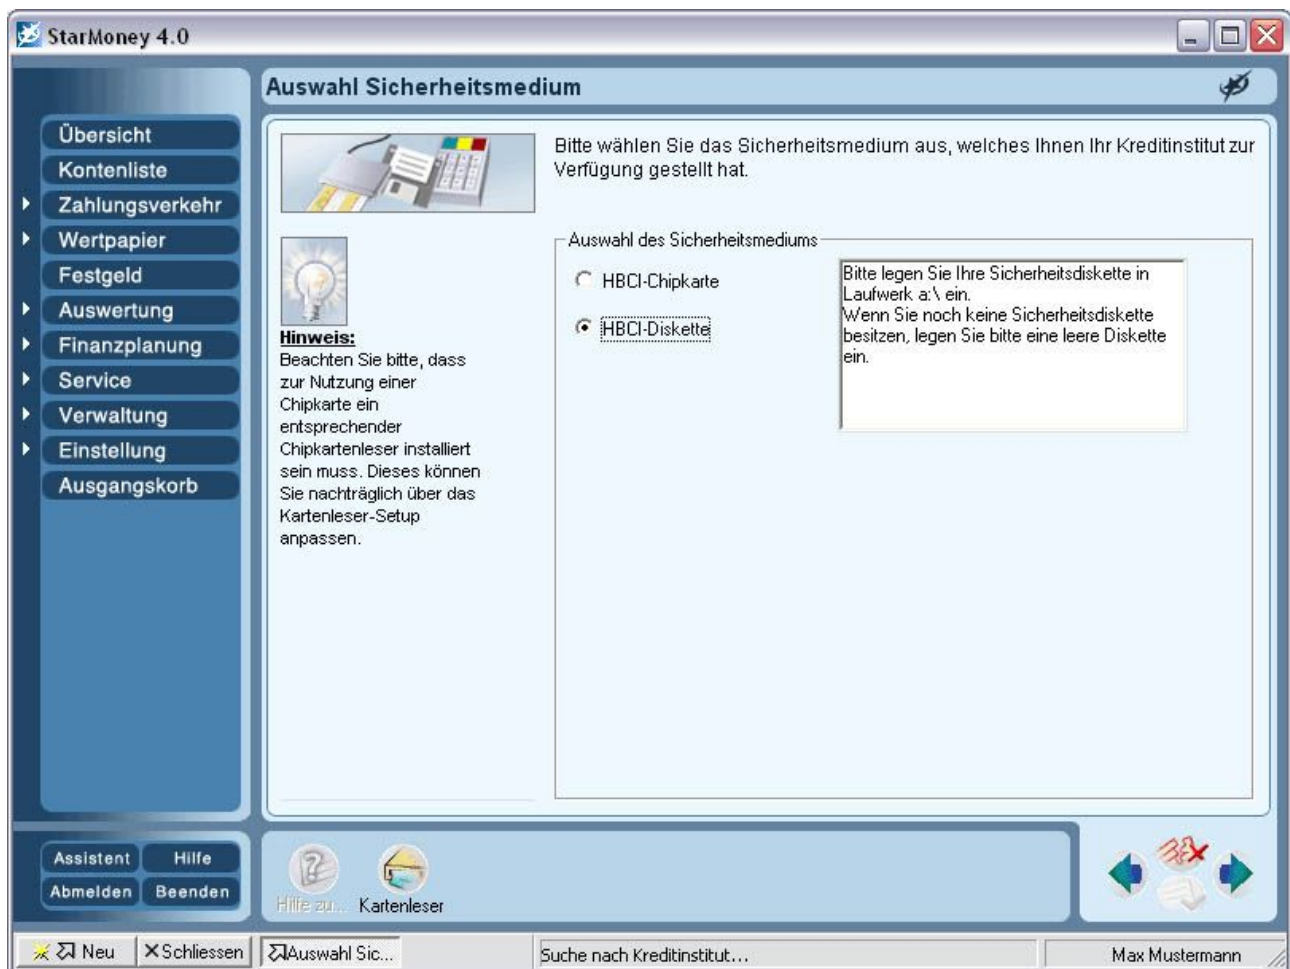 StarMoney 4.0
Auswahl Sicherheitsmedium
Übersicht
Kontenliste
Zahlungsverkehr
Wertpapier
Festgeld
Auswertung
Finanzplanung
Service
Verwaltung
Einstellung
Ausgangskorb
Bitte wählen Sie das Sicherheitsmedium aus, welches Ihnen Ihr Kreditinstitut zur
Verfügung gestellt hat.
Hinweis:
Beachten Sie bitte, dass
zur Nutzung einer
Chipkarte ein
entsprechender
Chipkartenleser installiert
sein muss. Dieses können
Sie nachträglich über das
Kartenleser-Setup
anpassen.
Auswahl des Sicherheitsmediums
HBCI-Chipkarte
HBCI-Diskette
Bitte legen Sie Ihre Sicherheitsdiskette in
Laufwerk a:\ ein.
Wenn Sie noch keine Sicherheitsdiskette
besitzen, legen Sie bitte eine leere Diskette
ein.
Assistent Hilfe
Abmelden Beenden
Hilfe zu... Kartenleser
Neu Schliessen Auswahl Sic... Suche nach Kreditinstitut... Max Mustermann